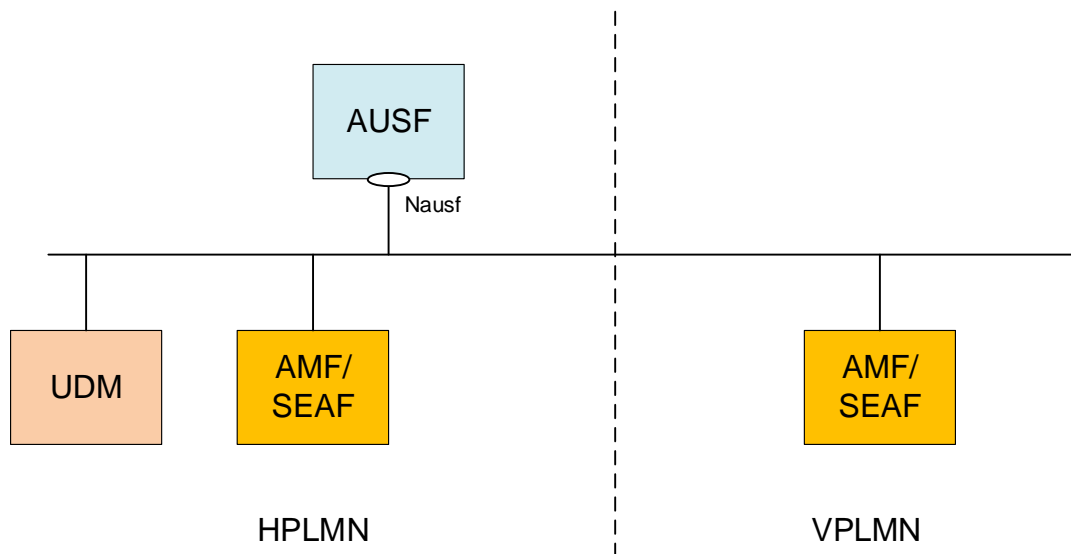 AUSF
Nausf
UDM
AMF/
SEAF
AMF/
SEAF
HPLMN
VPLMN